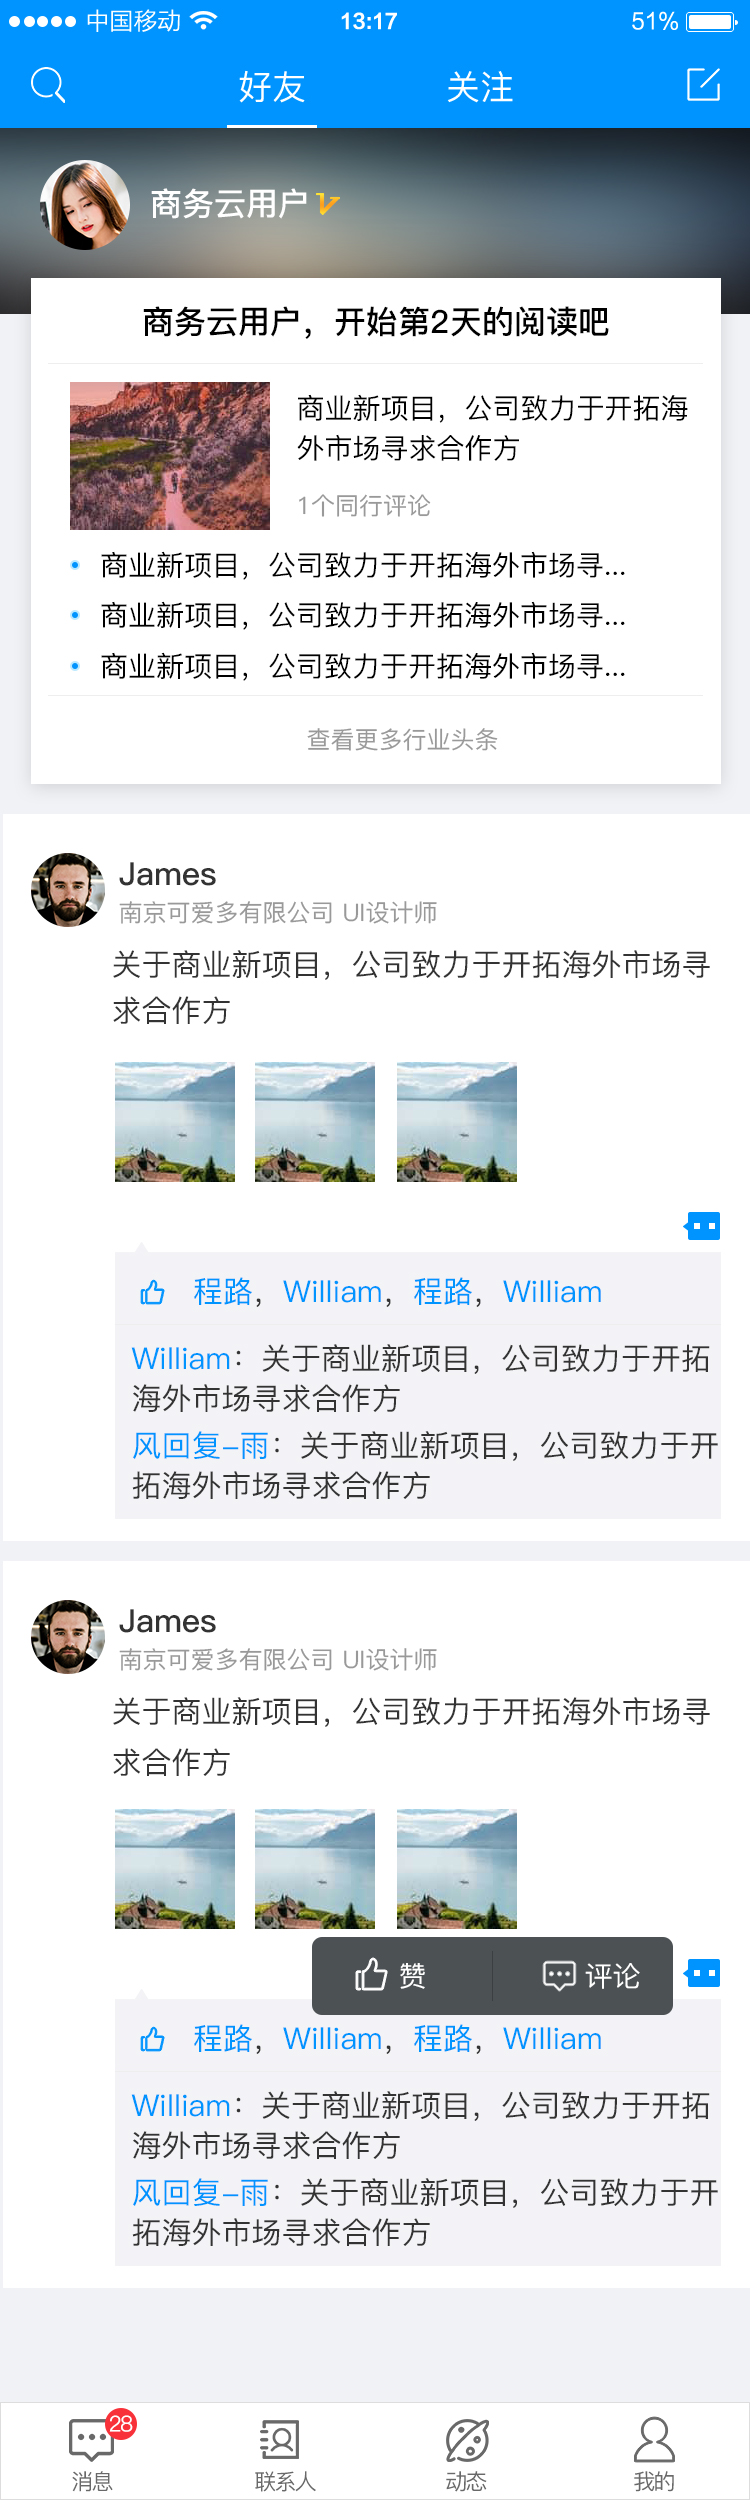 中国移动 13:17 51%
好友 关注
商务云用户
商务云用户，开始第2天的阅读吧
商业新项目，公司致力于开拓海
外市场寻求合作方
1个同行评论
商业新项目，公司致力于开拓海外市场寻...
商业新项目，公司致力于开拓海外市场寻...
商业新项目，公司致力于开拓海外市场寻...
查看更多行业头条
James
南京可爱多有限公司 UI设计师
关于商业新项目，公司致力于开拓海外市场寻
求合作方
程路，William，程路，William
William：关于商业新项目，公司致力于开拓
海外市场寻求合作方
风回复-雨：关于商业新项目，公司致力于开
拓海外市场寻求合作方
James
南京可爱多有限公司 UI设计师
关于商业新项目，公司致力于开拓海外市场寻
求合作方
赞 评论
程路，William，程路，William
William：关于商业新项目，公司致力于开拓
海外市场寻求合作方
风回复-雨：关于商业新项目，公司致力于开
拓海外市场寻求合作方
28
消息 联系人 动态 我的